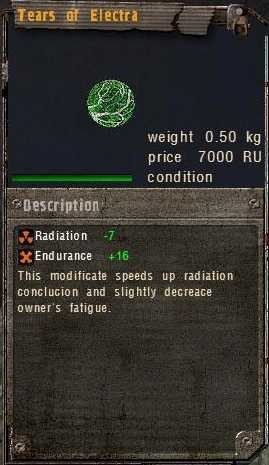 Tears of Electra
weight 0.50 kg
price 7000 RU
condition
Description
Radiation -7
Endurance +16
This modificate speeds up radiation
conclucion and slightly decreace
owner's fatigue.